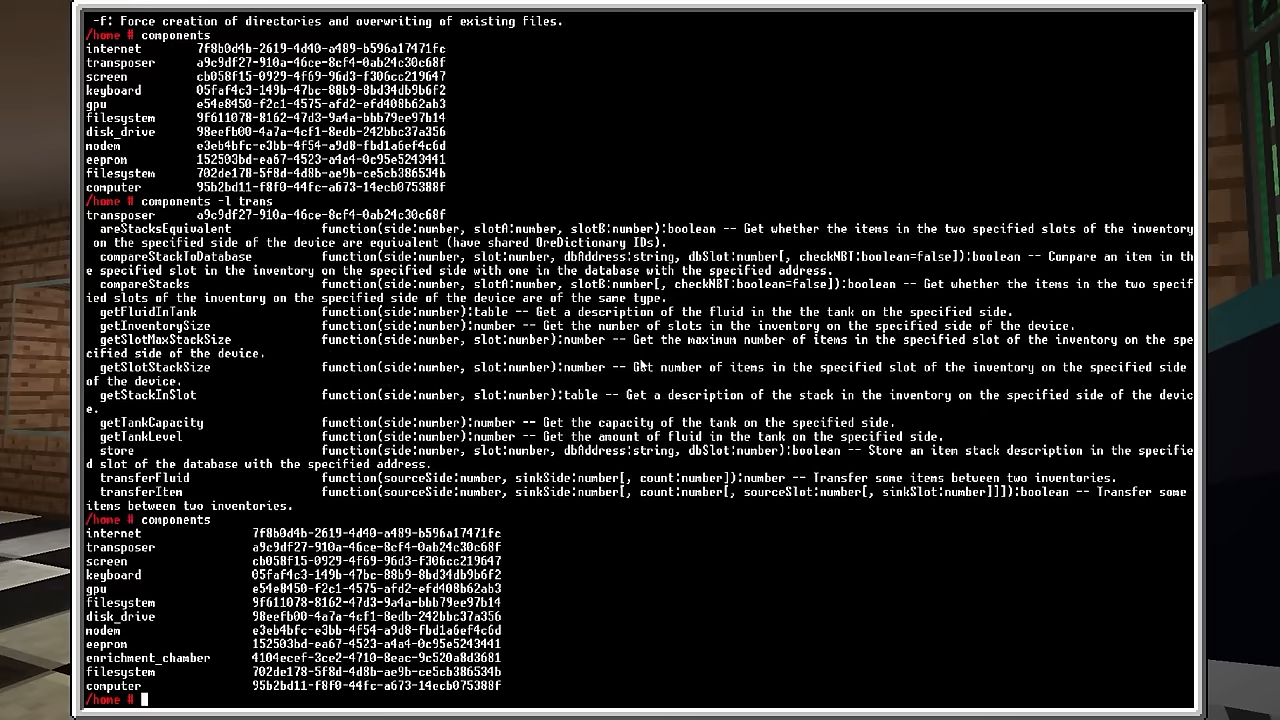 -f: Force creation of directories and overwriting of existing files.
/home # components
internet 7f8b0d4b-2619-4d40-a489-b596a17471fc
transposer a9c9df27-910a-46ce-8cf4-0ab24c30c68f
screen cb058f15-0929-4f69-96d3-f306cc219647
keyboard 05faf4c3-149b-47bc-88b9-8bd34db9b6f2
gpu e54e8450-f2c1-4575-afd2-efd408b62ab3
filesystem 9f611078-8162-47d3-9a4a-bbb79ee97b14
disk_drive 98eefb00-4a7a-4cf1-8edb-242bbc37a356
modem e3eb4bfc-e3bb-4f54-a9d8-fbd1a6ef4c6d
eeprom 152503bd-ea67-4523-a4a4-0c95e5243441
filesystem 702de178-5f8d-4d8b-ae9b-ce5cb386534b
computer 95b2bd11-f8f0-44fc-a673-14ecb075388f
/home # components -l trans
transposer a9c9df27-910a-46ce-8cf4-0ab24c30c68f
areStacksEquivalent function(side:number, slotA:number, slotB:number):boolean -- Get whether the items in the two specified slots of the inventory
on the specified side of the device are equivalent (have shared OreDictionary IDs).
compareStackToDatabase function(side:number, slot:number, dbAddress:string, dbSlot:number[, checkNBT:boolean=false]):boolean -- Compare an item in th
e specified slot in the inventory on the specified side with one in the database with the specified address.
compareStacks function(side:number, slotA:number, slotB:number[, checkNBT:boolean=false]):boolean -- Get whether the items in the two specif
ied slots of the inventory on the specified side of the device are of the same type.
getFluidInTank function(side:number):table -- Get a description of the fluid in the the tank on the specified side.
getInventorySize function(side:number):number -- Get the number of slots in the inventory on the specified side of the device.
getSlotMaxStackSize function(side:number, slot:number):number -- Get the maximum number of items in the specified slot of the inventory on the spe
cified side of the device.
getSlotStackSize function(side:number, slot:number):number -- Get number of items in the specified slot of the inventory on the specified side
of the device.
getStackInSlot function(side:number, slot:number):table -- Get a description of the stack in the inventory on the specified side of the devic
e.
getTankCapacity function(side:number):number -- Get the capacity of the tank on the specified side.
getTankLevel function(side:number):number -- Get the amount of fluid in the tank on the specified side.
store function(side:number, slot:number, dbAddress:string, dbSlot:number):boolean -- Store an item stack description in the specifie
d slot of the database with the specified address.
transferFluid function(sourceSide:number, sinkSide:number[, count:number]):number -- Transfer some items between two inventories.
transferItem function(sourceSide:number, sinkSide:number[, count:number[, sourceSlot:number[, sinkSlot:number]]]):boolean -- Transfer some
items between two inventories.
/home # components
internet 7f8b0d4b-2619-4d40-a489-b596a17471fc
transposer a9c9df27-910a-46ce-8cf4-0ab24c30c68f
screen cb058f15-0929-4f69-96d3-f306cc219647
keyboard 05faf4c3-149b-47bc-88b9-8bd34db9b6f2
gpu e54e8450-f2c1-4575-afd2-efd408b62ab3
filesystem 9f611078-8162-47d3-9a4a-bbb79ee97b14
disk_drive 98eefb00-4a7a-4cf1-8edb-242bbc37a356
modem e3eb4bfc-e3bb-4f54-a9d8-fbd1a6ef4c6d
eeprom 152503bd-ea67-4523-a4a4-0c95e5243441
enrichment_chamber 4104ecef-3ce2-4710-8eac-9c520a8d3681
filesystem 702de178-5f8d-4d8b-ae9b-ce5cb386534b
computer 95b2bd11-f8f0-44fc-a673-14ecb075388f
/home #